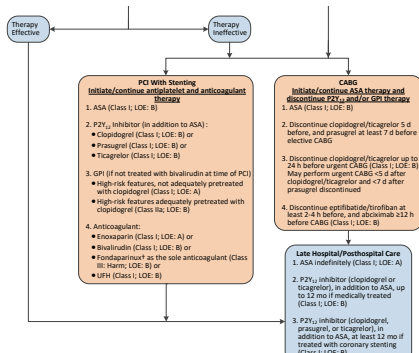 Therapy
Effective
Therapy
Ineffective
PCI With Stenting
Initiate/continue antiplatelet and anticoagulant
therapy
1. ASA (Class I; LOE: B)
2. P2Y12 Inhibitor (in addition to ASA) :
• Clopidogrel (Class I; LOE: B) or
• Prasugrel (Class I; LOE: B) or
• Ticagrelor (Class I; LOE: B)
3. GPI (if not treated with bivalirudin at time of PCI)
• High-risk features, not adequately pretreated
with clopidogrel (Class I; LOE: A)
• High-risk features adequately pretreated with
clopidogrel (Class IIa; LOE: B)
4. Anticoagulant:
• Enoxaparin (Class I; LOE: A) or
• Bivalirudin (Class I; LOE: B) or
• Fondaparinux† as the sole anticoagulant (Class
III: Harm; LOE: B) or
• UFH (Class I; LOE: B)
CABG
Initiate/continue ASA therapy and
discontinue P2Y12 and/or GPI therapy
1. ASA (Class I; LOE: B)
2. Discontinue clopidogrel/ticagrelor 5 d
before, and prasugrel at least 7 d before
elective CABG
3. Discontinue clopidogrel/ticagrelor up to
24 h before urgent CABG (Class I; LOE: B)
May perform urgent CABG <5 d after
clopidogrel/ticagrelor and <7 d after
prasugrel discontinued
4. Discontinue eptifibatide/tirofiban at
least 2-4 h before, and abciximab ≥12 h
before CABG (Class I; LOE: B)
Late Hospital/Posthospital Care
1. ASA indefinitely (Class I; LOE: A)
2. P2Y12 inhibitor (clopidogrel or
ticagrelor), in addition to ASA, up
to 12 mo if medically treated
(Class I; LOE: B)
3. P2Y12 inhibitor (clopidogrel,
prasugrel, or ticagrelor), in
addition to ASA, at least 12 mo if
treated with coronary stenting
(Class I; LOE: B)